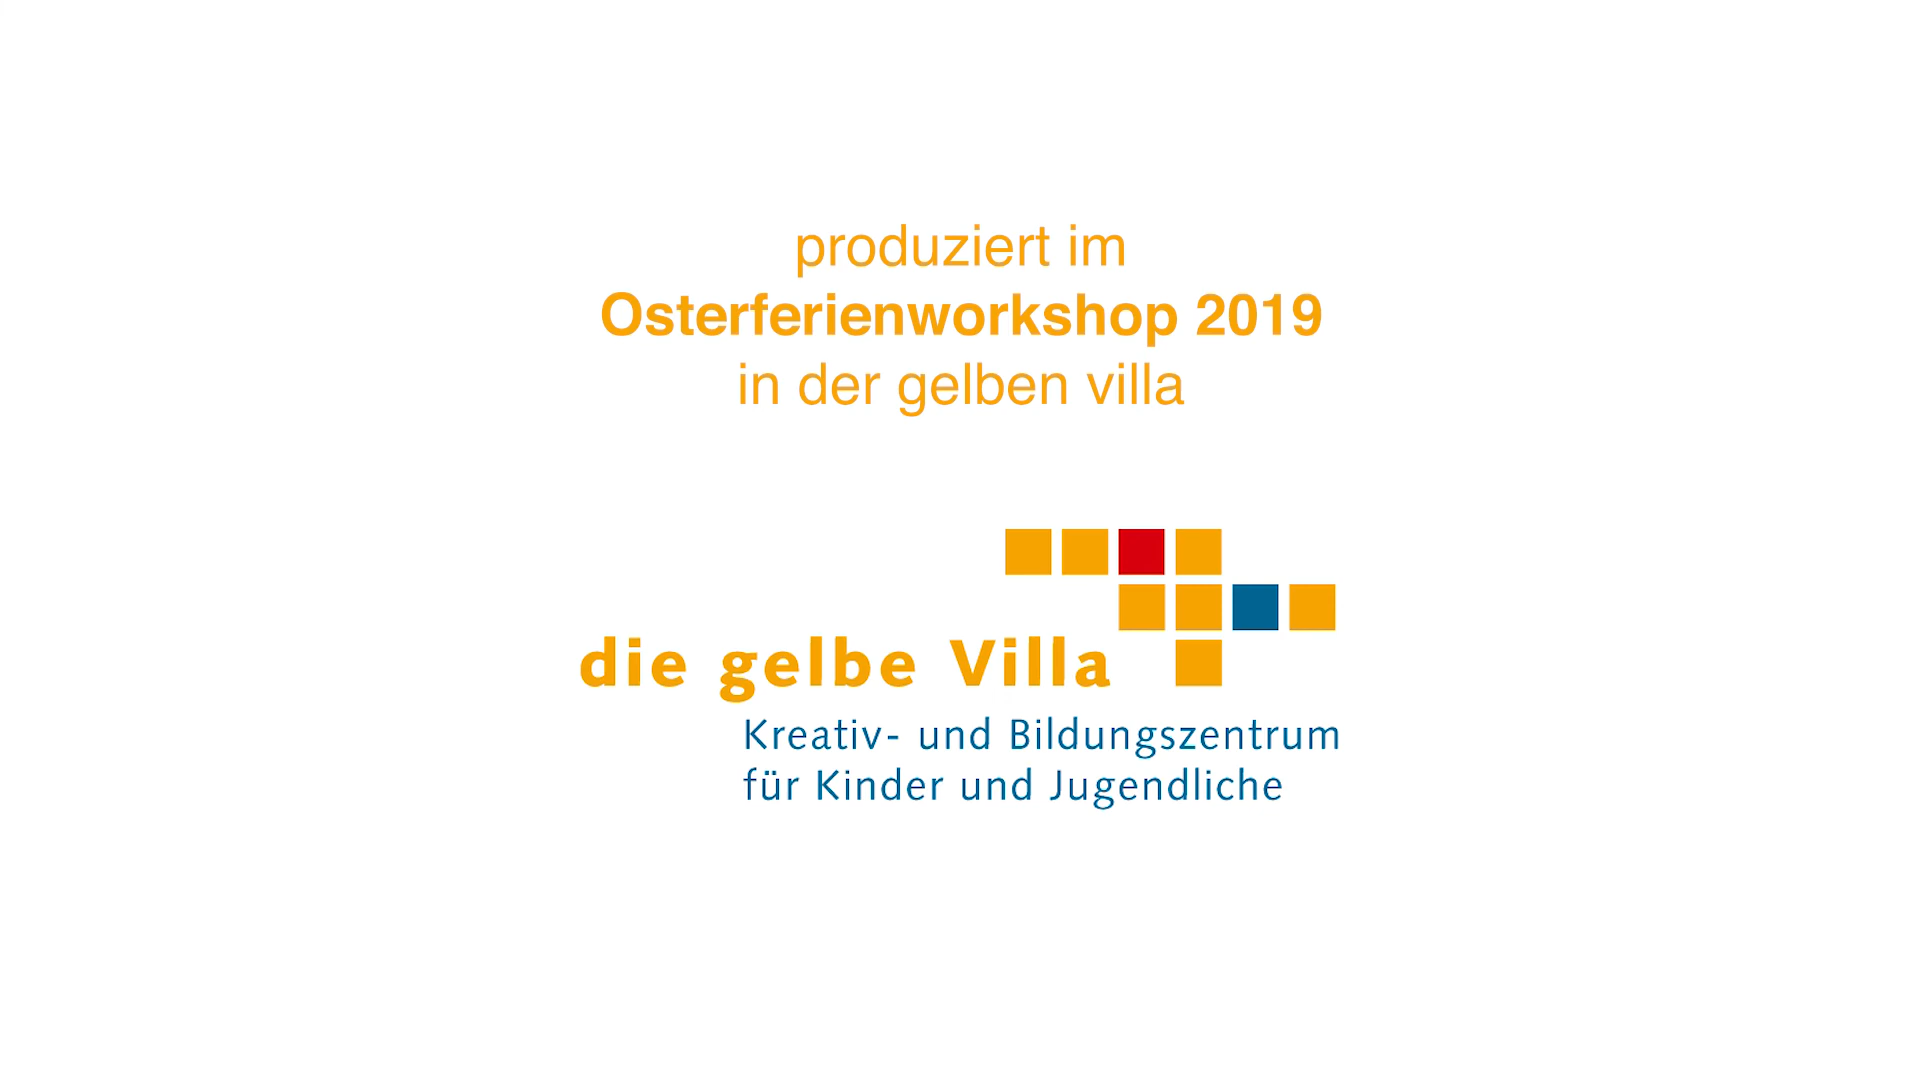 produziert im
Osterferienworkshop 2019
in der gelben villa
die gelbe Villa
Kreativ- und Bildungszentrum
für Kinder und Jugendliche